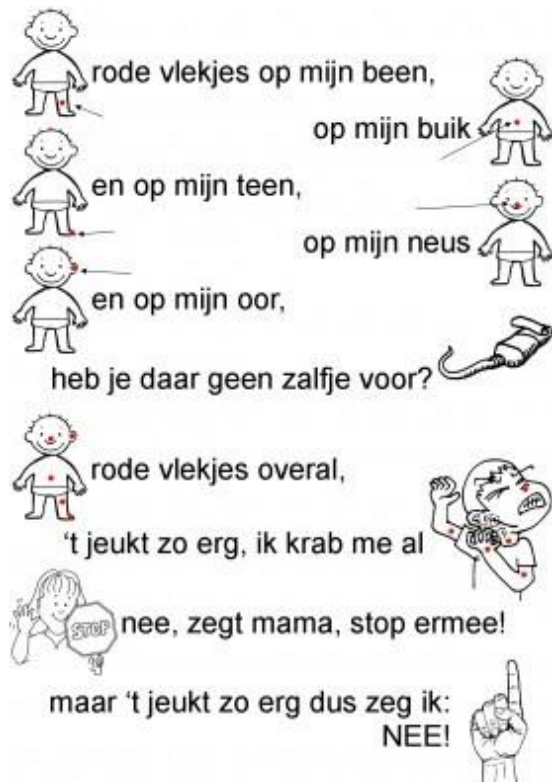 rode vlekjes op mijn been,
op mijn buik
en op mijn teen,
op mijn neus
en op mijn oor,
heb je daar geen zalfje voor?
rode vlekjes overal,
't jeukt zo erg, ik krab me al
STOP
nee, zegt mama, stop ermee!
maar 't jeukt zo erg dus zeg ik:
NEE!